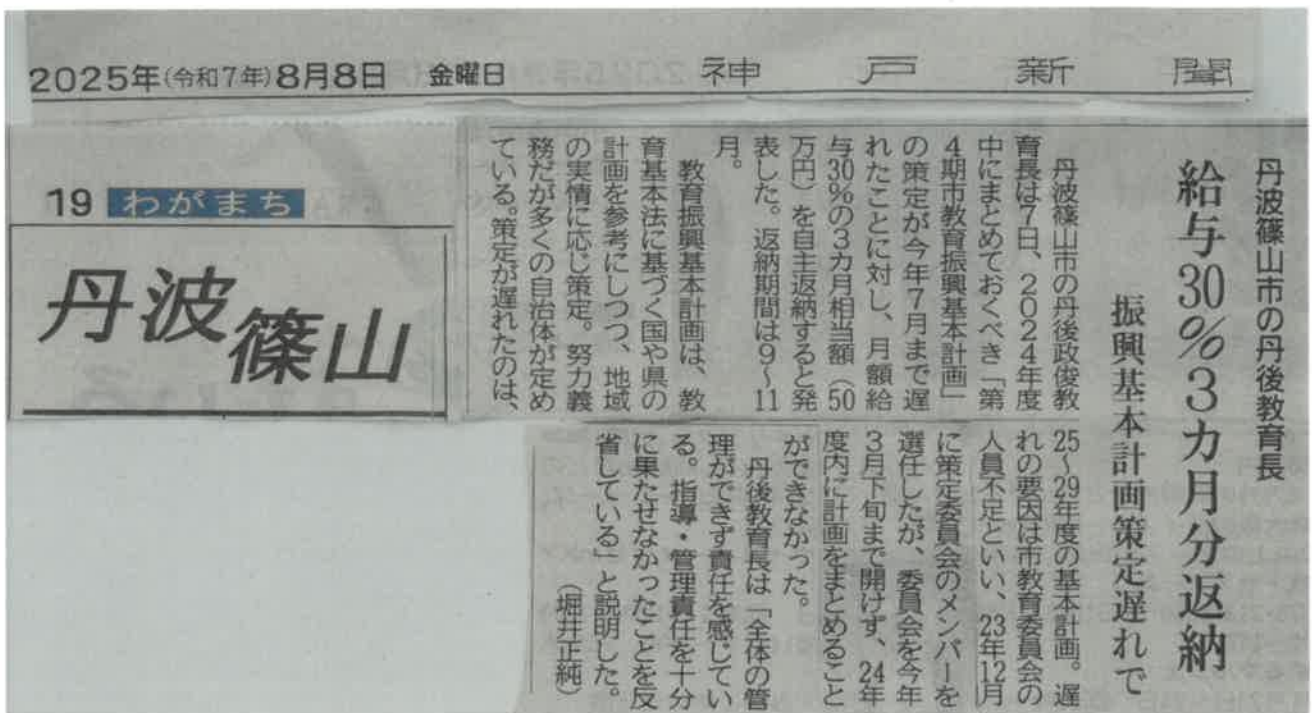 2025年(令和7年)8月8日 金曜日 神戸新聞
19 わがまち
丹波篠山
丹波篠山市の丹後教育長
給与30%3カ月分返納
振興基本計画策定遅れで
丹波篠山市の丹後政俊教
育長は7日、2024年度
中にまとめておくべき「第
4期市教育振興基本計画」
の策定が今年7月まで遅
れたことに対し、月額給
与30%の3カ月相当額(50
万円)を自主返納すると発
表した。返納期間は9〜11
月。
教育振興基本計画は、教
育基本法に基づく国や県の
計画を参考にしつつ、地域
の実情に応じ策定。努力義
務だが多くの自治体が定め
ている。策定が遅れたのは、
25〜29年度の基本計画。遅
れの要因は市教育委員会の
人員不足といい、23年12月
に策定委員会のメンバーを
選任したが、委員会を今年
3月下旬まで開けず、24年
度内に計画をまとめること
ができなかった。
丹後教育長は「全体の管
理ができず責任を感じてい
る。指導・管理責任を十分
に果たせなかったことを反
省している」と説明した。
(堀井正純)